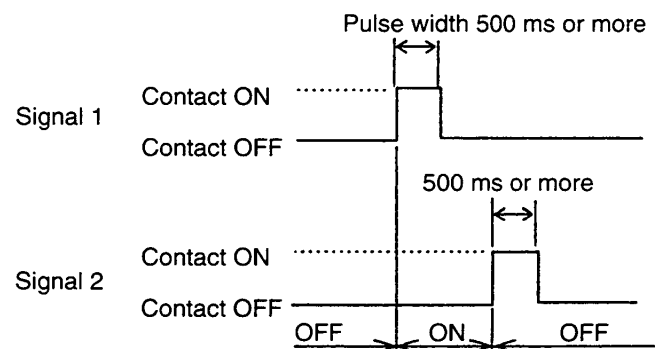 Pulse width 500 ms or more
Contact ON
Signal 1
Contact OFF
500 ms or more
Contact ON
Signal 2
Contact OFF
OFF ON OFF